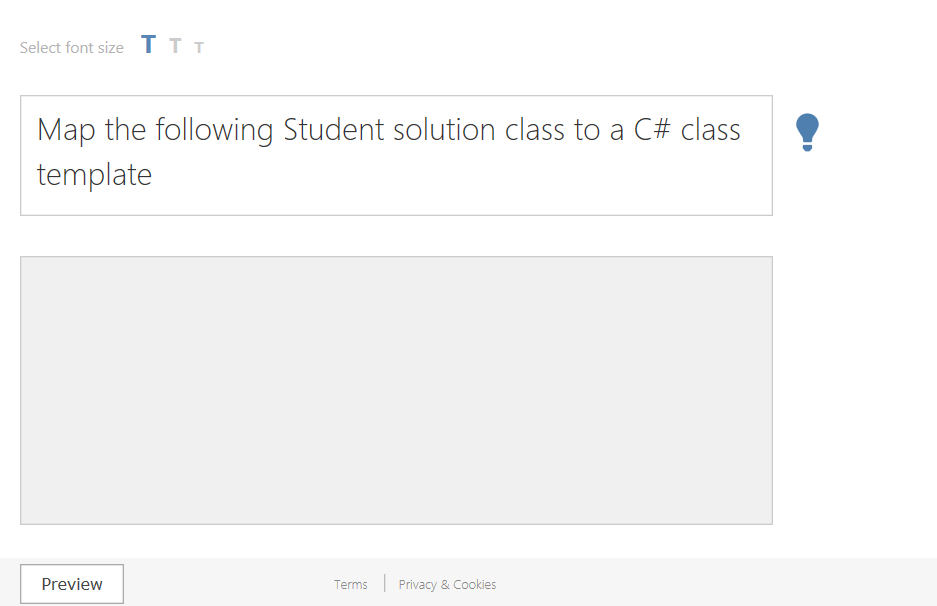 Select font size T T T
Map the following Student solution class to a C# class
template
Preview
Terms | Privacy & Cookies